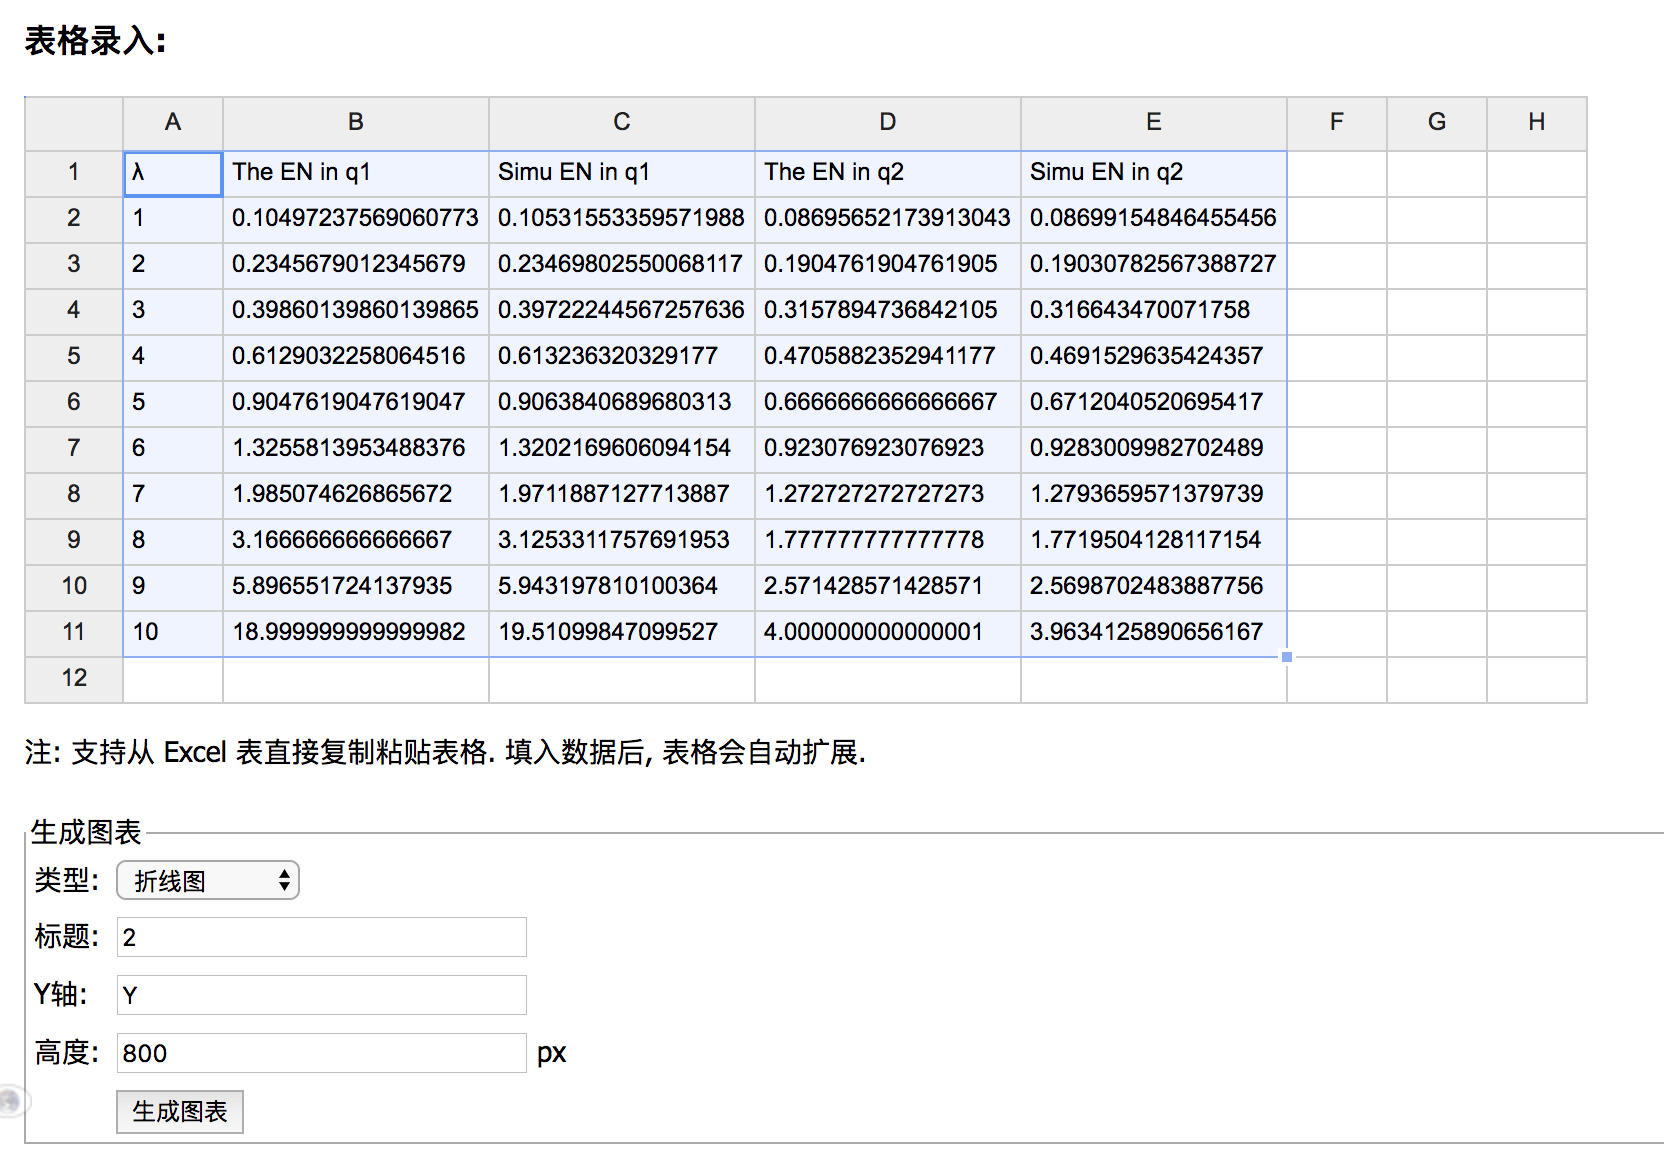 表格录入:
A B C D E F G H
1 λ The EN in q1 Simu EN in q1 The EN in q2 Simu EN in q2
2 1 0.10497237569060773 0.10531553359571988 0.08695652173913043 0.08699154846455456
3 2 0.2345679012345679 0.23469802550068117 0.1904761904761905 0.19030782567388727
4 3 0.39860139860139865 0.39722244567257636 0.3157894736842105 0.316643470071758
5 4 0.6129032258064516 0.613236320329177 0.4705882352941177 0.4691529635424357
6 5 0.9047619047619047 0.9063840689680313 0.6666666666666667 0.6712040520695417
7 6 1.3255813953488376 1.3202169606094154 0.923076923076923 0.9283009982702489
8 7 1.985074626865672 1.9711887127713887 1.272727272727273 1.2793659571379739
9 8 3.166666666666667 3.1253311757691953 1.777777777777778 1.7719504128117154
10 9 5.896551724137935 5.943197810100364 2.571428571428571 2.5698702483887756
11 10 18.999999999999982 19.51099847099527 4.000000000000001 3.9634125890656167
12
注: 支持从 Excel 表直接复制粘贴表格. 填入数据后, 表格会自动扩展.
生成图表
类型: 折线图
标题: 2
Y轴: Y
高度: 800 px
生成图表